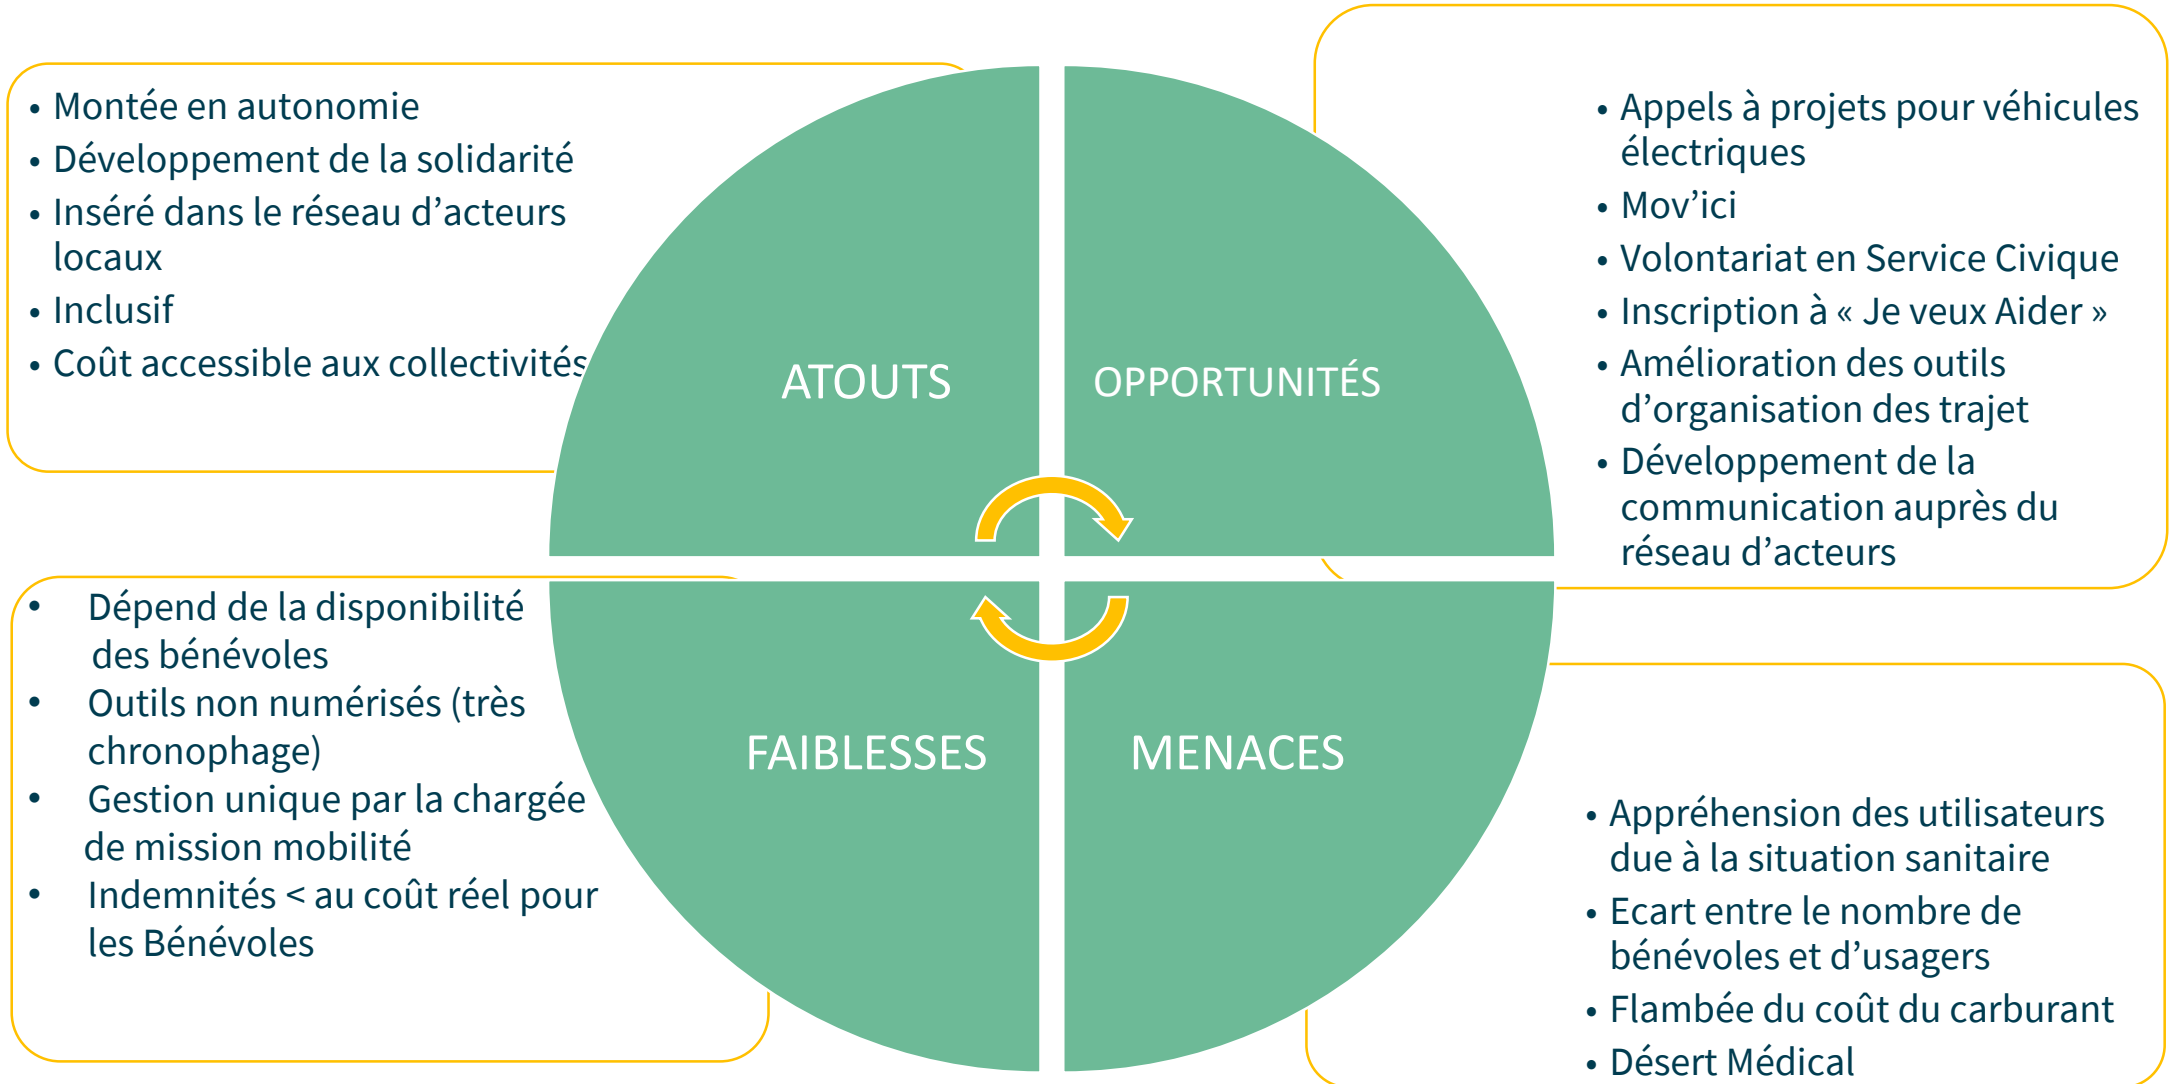 • Montée en autonomie
• Développement de la solidarité
• Inséré dans le réseau d’acteurs
locaux
• Inclusif
• Coût accessible aux collectivités
ATOUTS
OPPORTUNITÉS
• Appels à projets pour véhicules
électriques
• Mov’ici
• Volontariat en Service Civique
• Inscription à « Je veux Aider »
• Amélioration des outils
d’organisation des trajet
• Développement de la
communication auprès du
réseau d’acteurs
• Dépend de la disponibilité
des bénévoles
• Outils non numérisés (très
chronophage)
• Gestion unique par la chargée
de mission mobilité
• Indemnités < au coût réel pour
les Bénévoles
FAIBLESSES
MENACES
• Appréhension des utilisateurs
due à la situation sanitaire
• Ecart entre le nombre de
bénévoles et d’usagers
• Flambée du coût du carburant
• Désert Médical